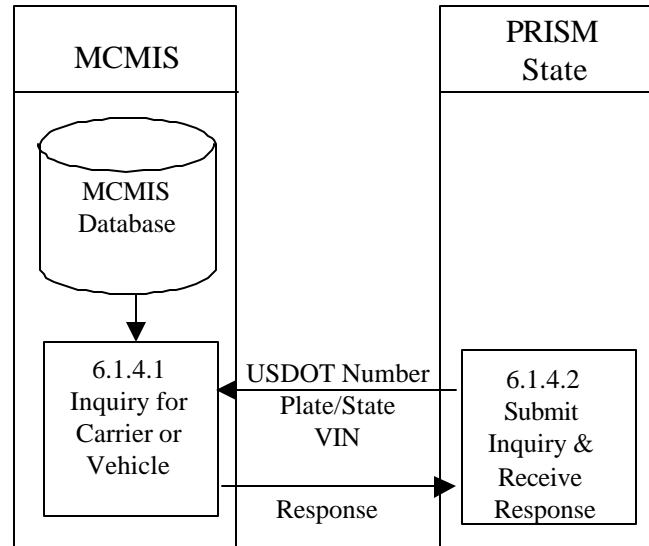 MCMIS
PRISM
State
MCMIS
Database
6.1.4.1
Inquiry for
Carrier or
Vehicle
USDOT Number
Plate/State
VIN
Response
6.1.4.2
Submit
Inquiry &
Receive
Response